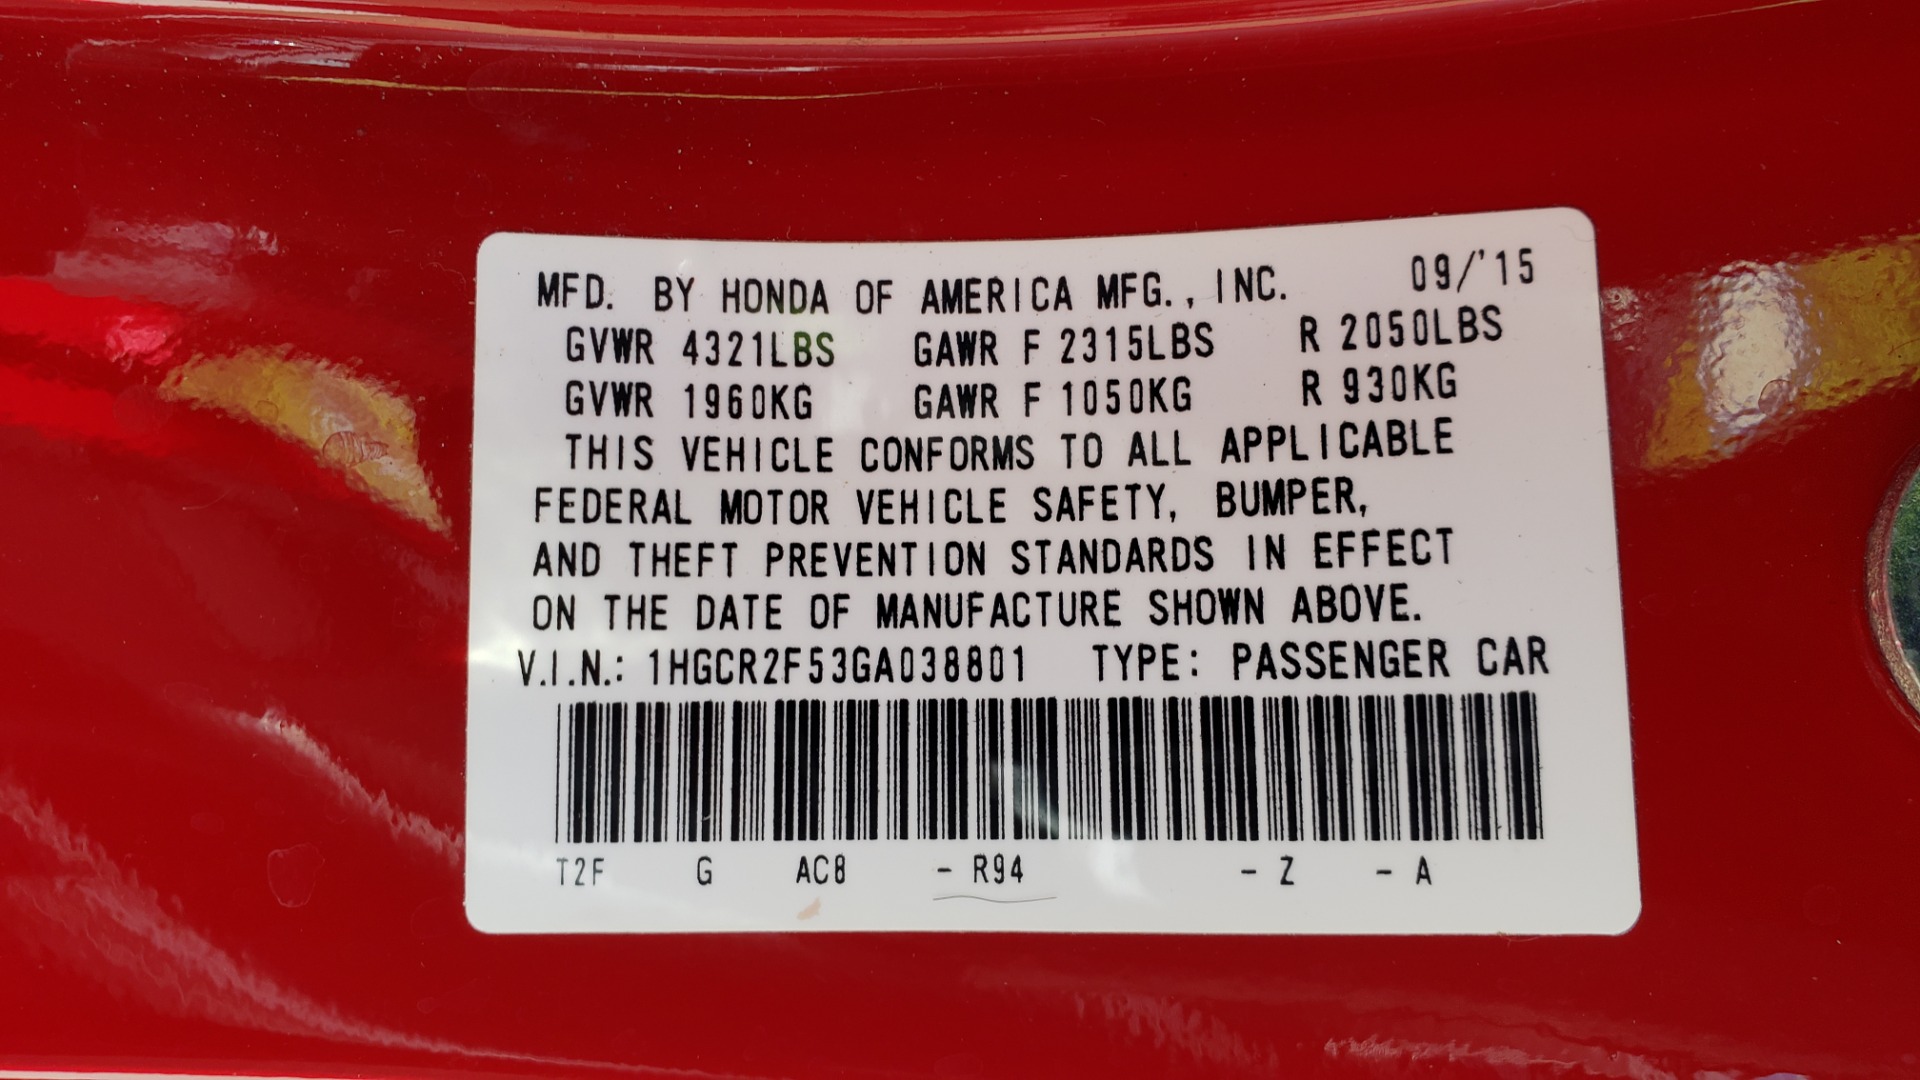 MFD. BY HONDA OF AMERICA MFG., INC. 09/'15
GVWR 4321LBS GAWR F 2315LBS R 2050LBS
GVWR 1960KG GAWR F 1050KG R 930KG
THIS VEHICLE CONFORMS TO ALL APPLICABLE
FEDERAL MOTOR VEHICLE SAFETY, BUMPER,
AND THEFT PREVENTION STANDARDS IN EFFECT
ON THE DATE OF MANUFACTURE SHOWN ABOVE.
V.I.N.: 1HGCR2F53GA038801 TYPE: PASSENGER CAR
T2F G AC8 - R94 - Z - A